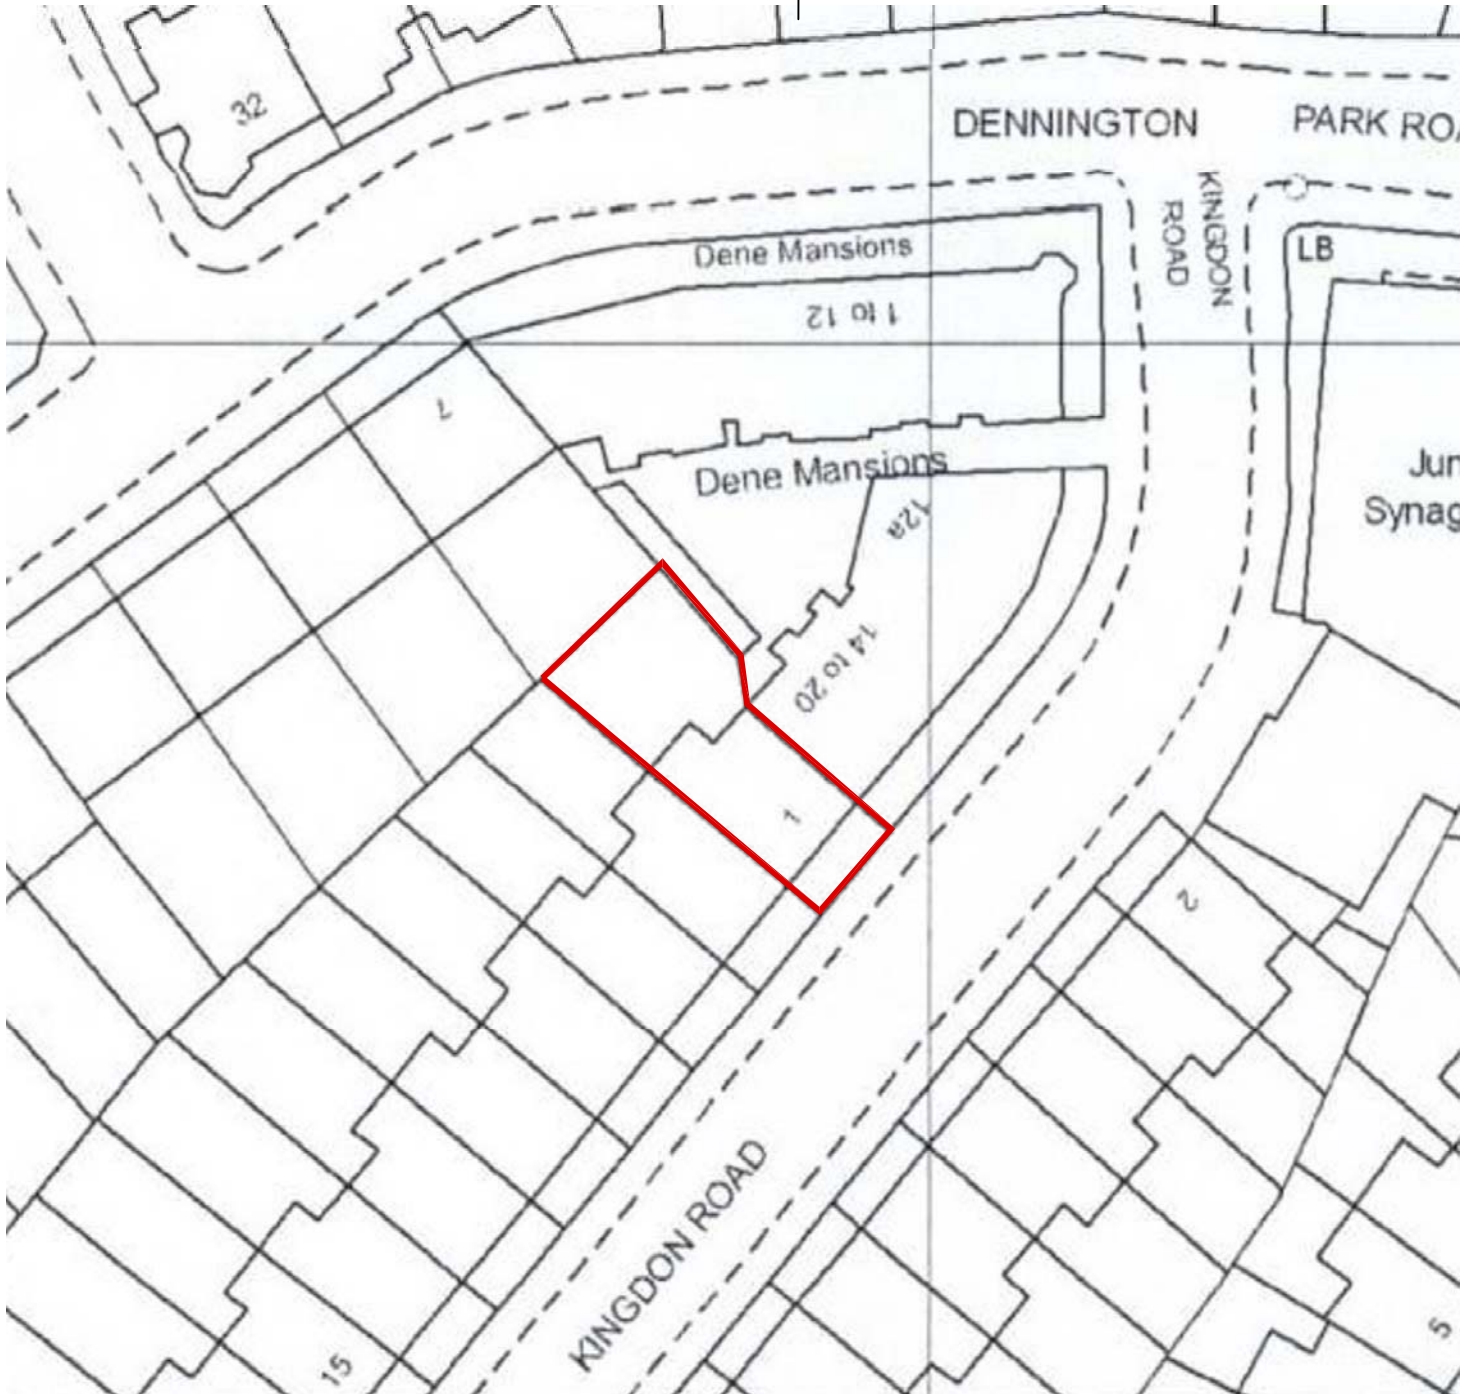 32
DENNINGTON PARK ROA
KINGDON
ROAD
Dene Mansions
LB
1 to 12
7
Jun
Dene Mansions
Synag
12a
14 to 20
1
2
KINGDON ROAD
15
5